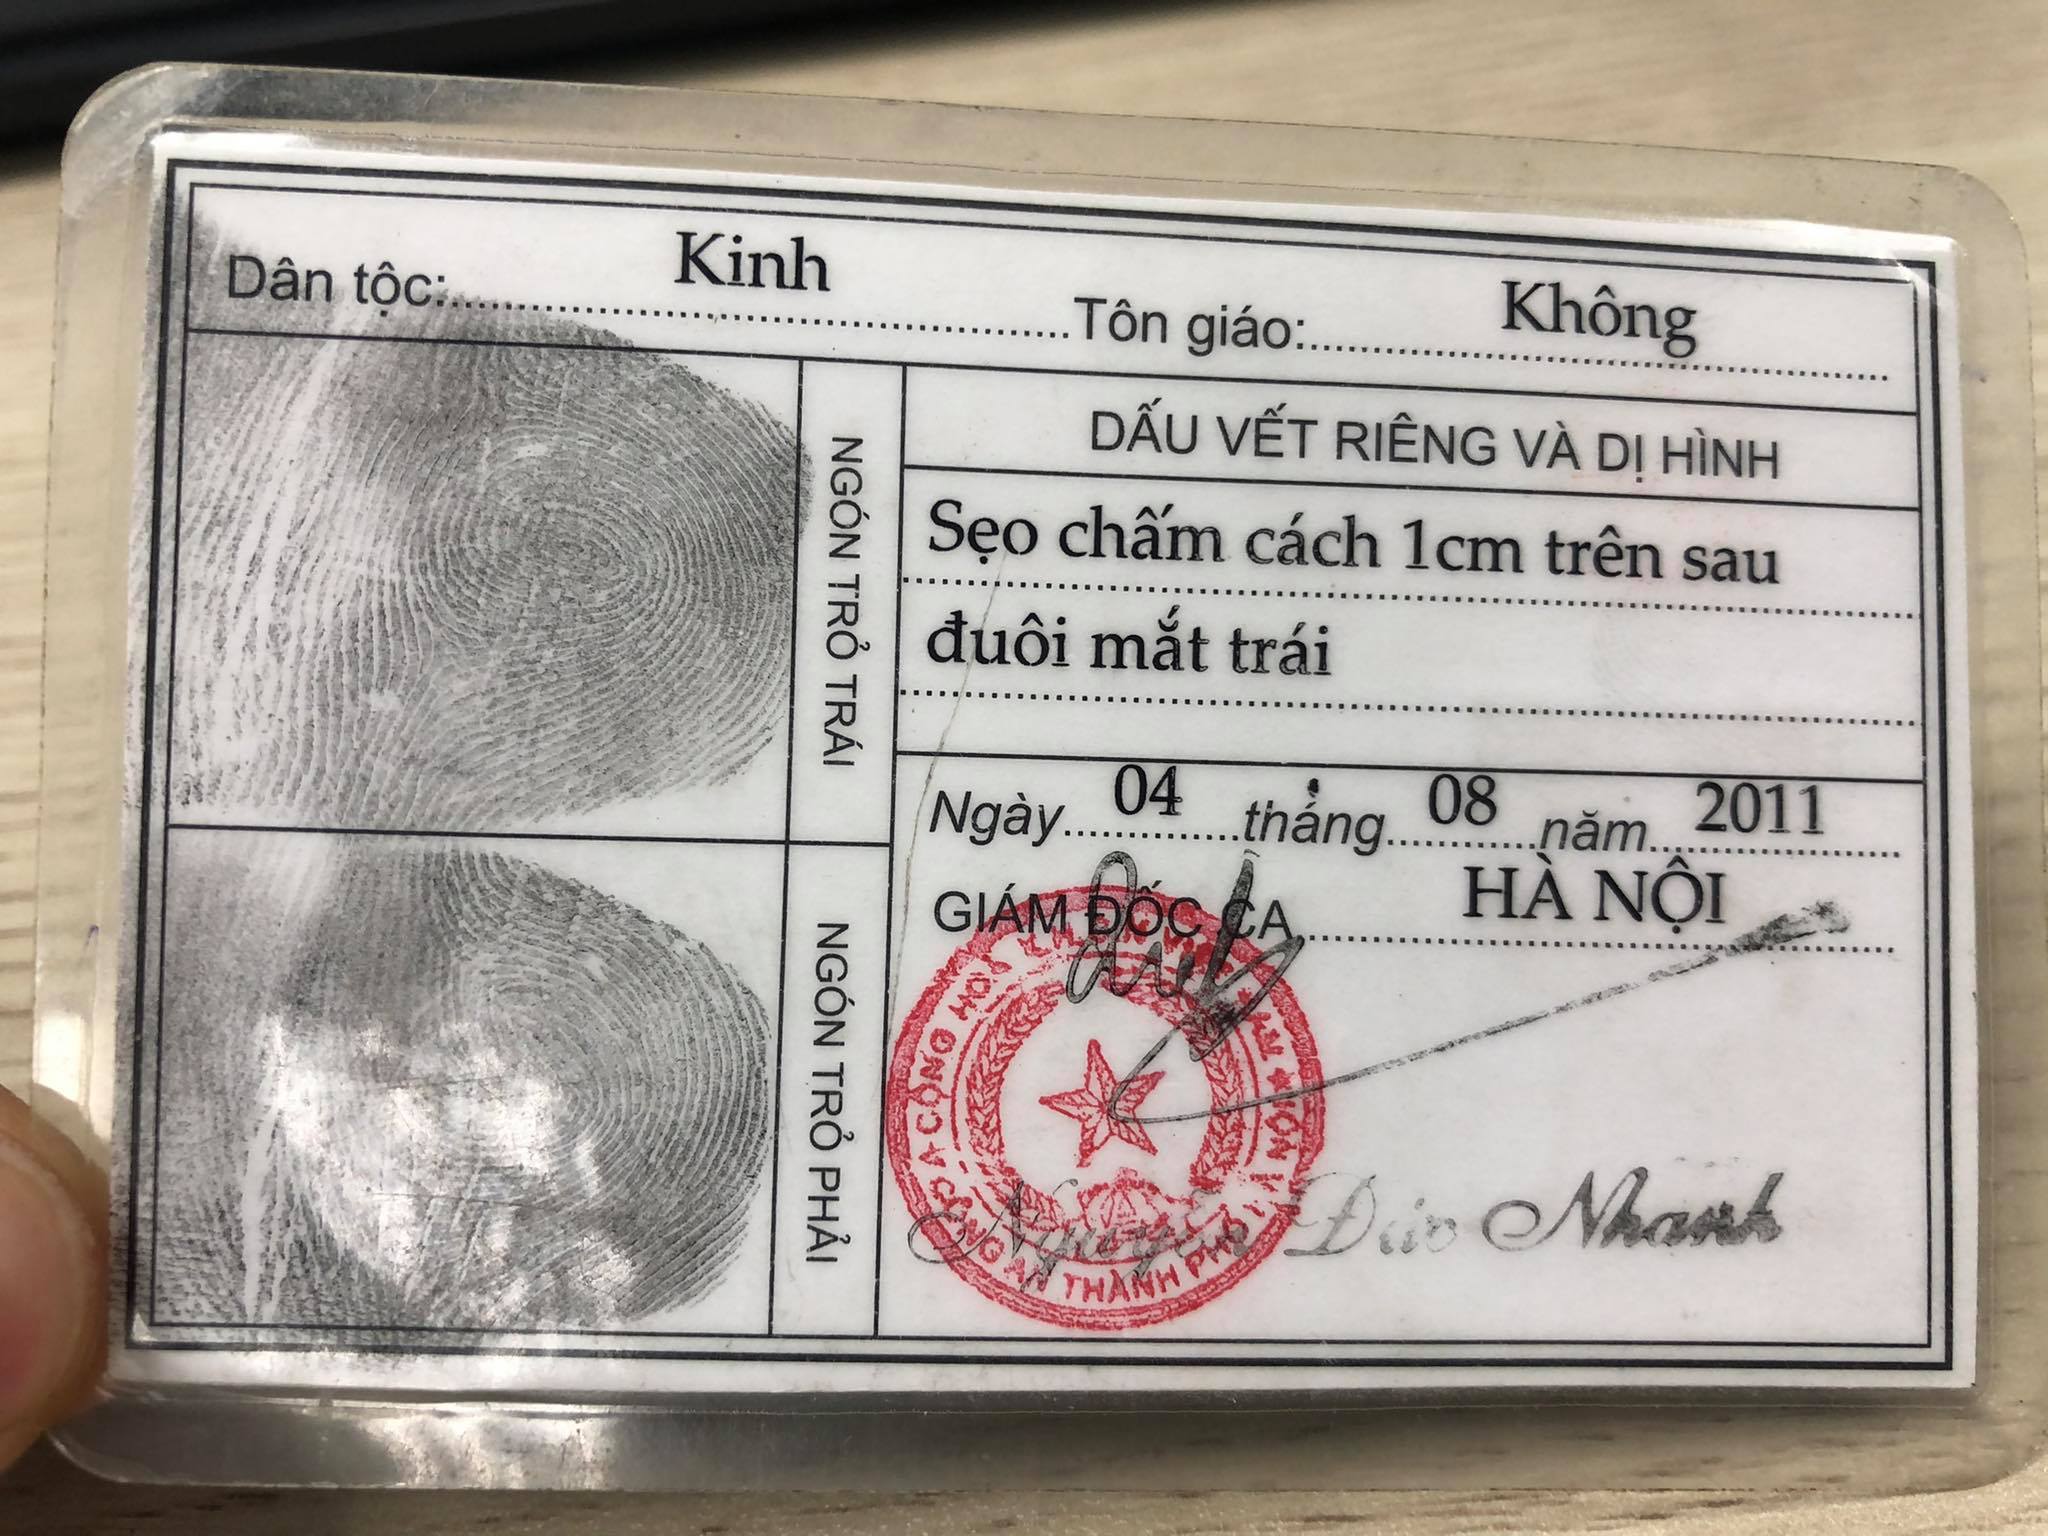 Dân tộc: Kinh Tôn giáo: Không
NGÓN TRỎ TRÁI
NGÓN TRỎ PHẢI
DẤU VẾT RIÊNG VÀ DỊ HÌNH
Sẹo chấm cách 1cm trên sau
đuôi mắt trái
Ngày 04 tháng 08 năm 2011
GIÁM ĐỐC CA HÀ NỘI
CÔNG AN THÀNH PHỐ
Nguyễn Đức Nhanh